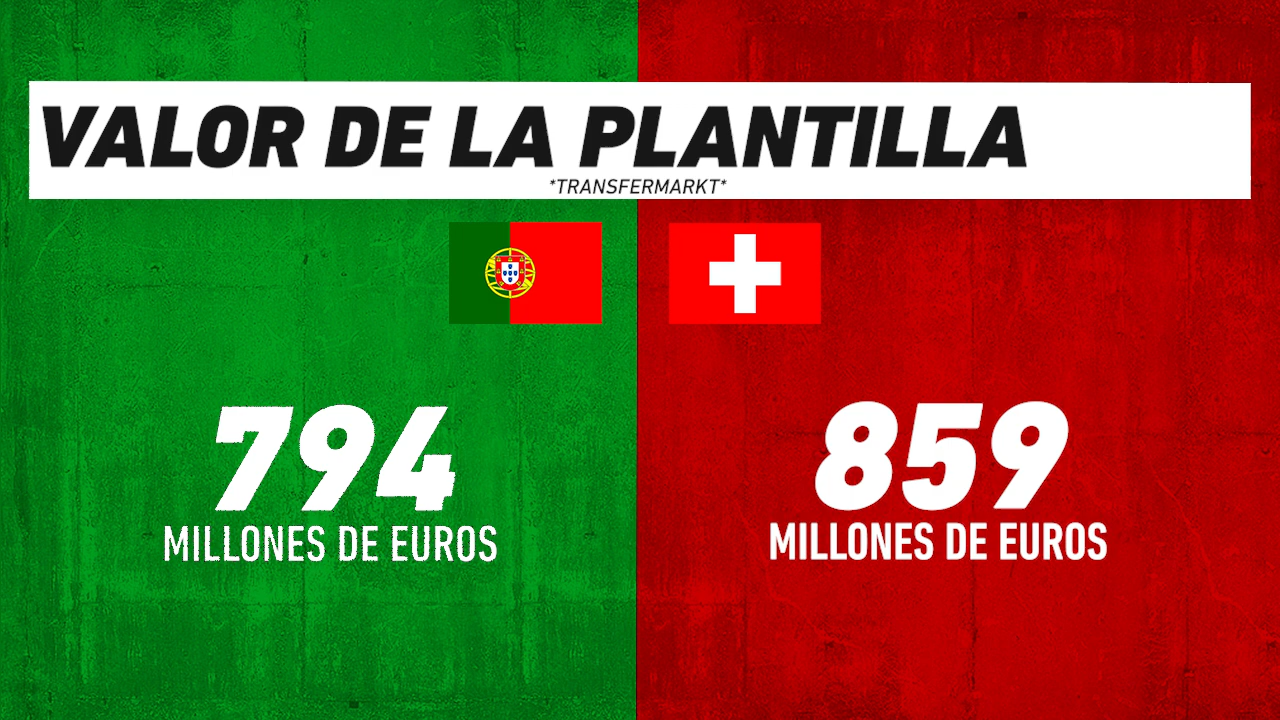 VALOR DE LA PLANTILLA
*TRANSFERMARKT*
794
MILLONES DE EUROS
859
MILLONES DE EUROS